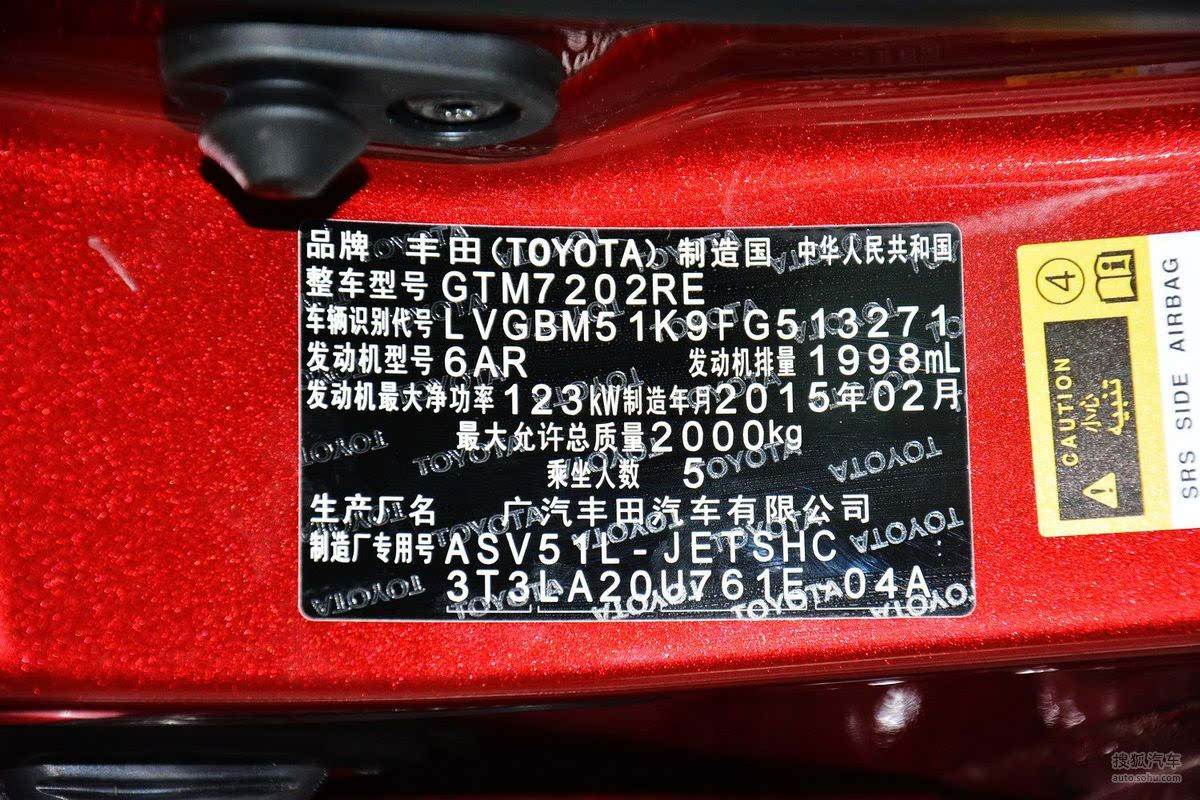 品牌 丰田(TOYOTA) 制造国 中华人民共和国
整车型号 GTM7202RE
车辆识别代号 LVGBM51K9FG513271
发动机型号 6AR 发动机排量 1998mL
发动机最大净功率 123kW 制造年月 2015年02月
最大允许总质量 2000kg
乘坐人数 5
生产厂名 广汽丰田汽车有限公司
制造厂专用号 ASV51L-JETSHC
3T3LA20U761E-04A
4
CAUTION
小心
تنبيه
SRS SIDE AIRBAG
搜狐汽车
auto.sohu.com